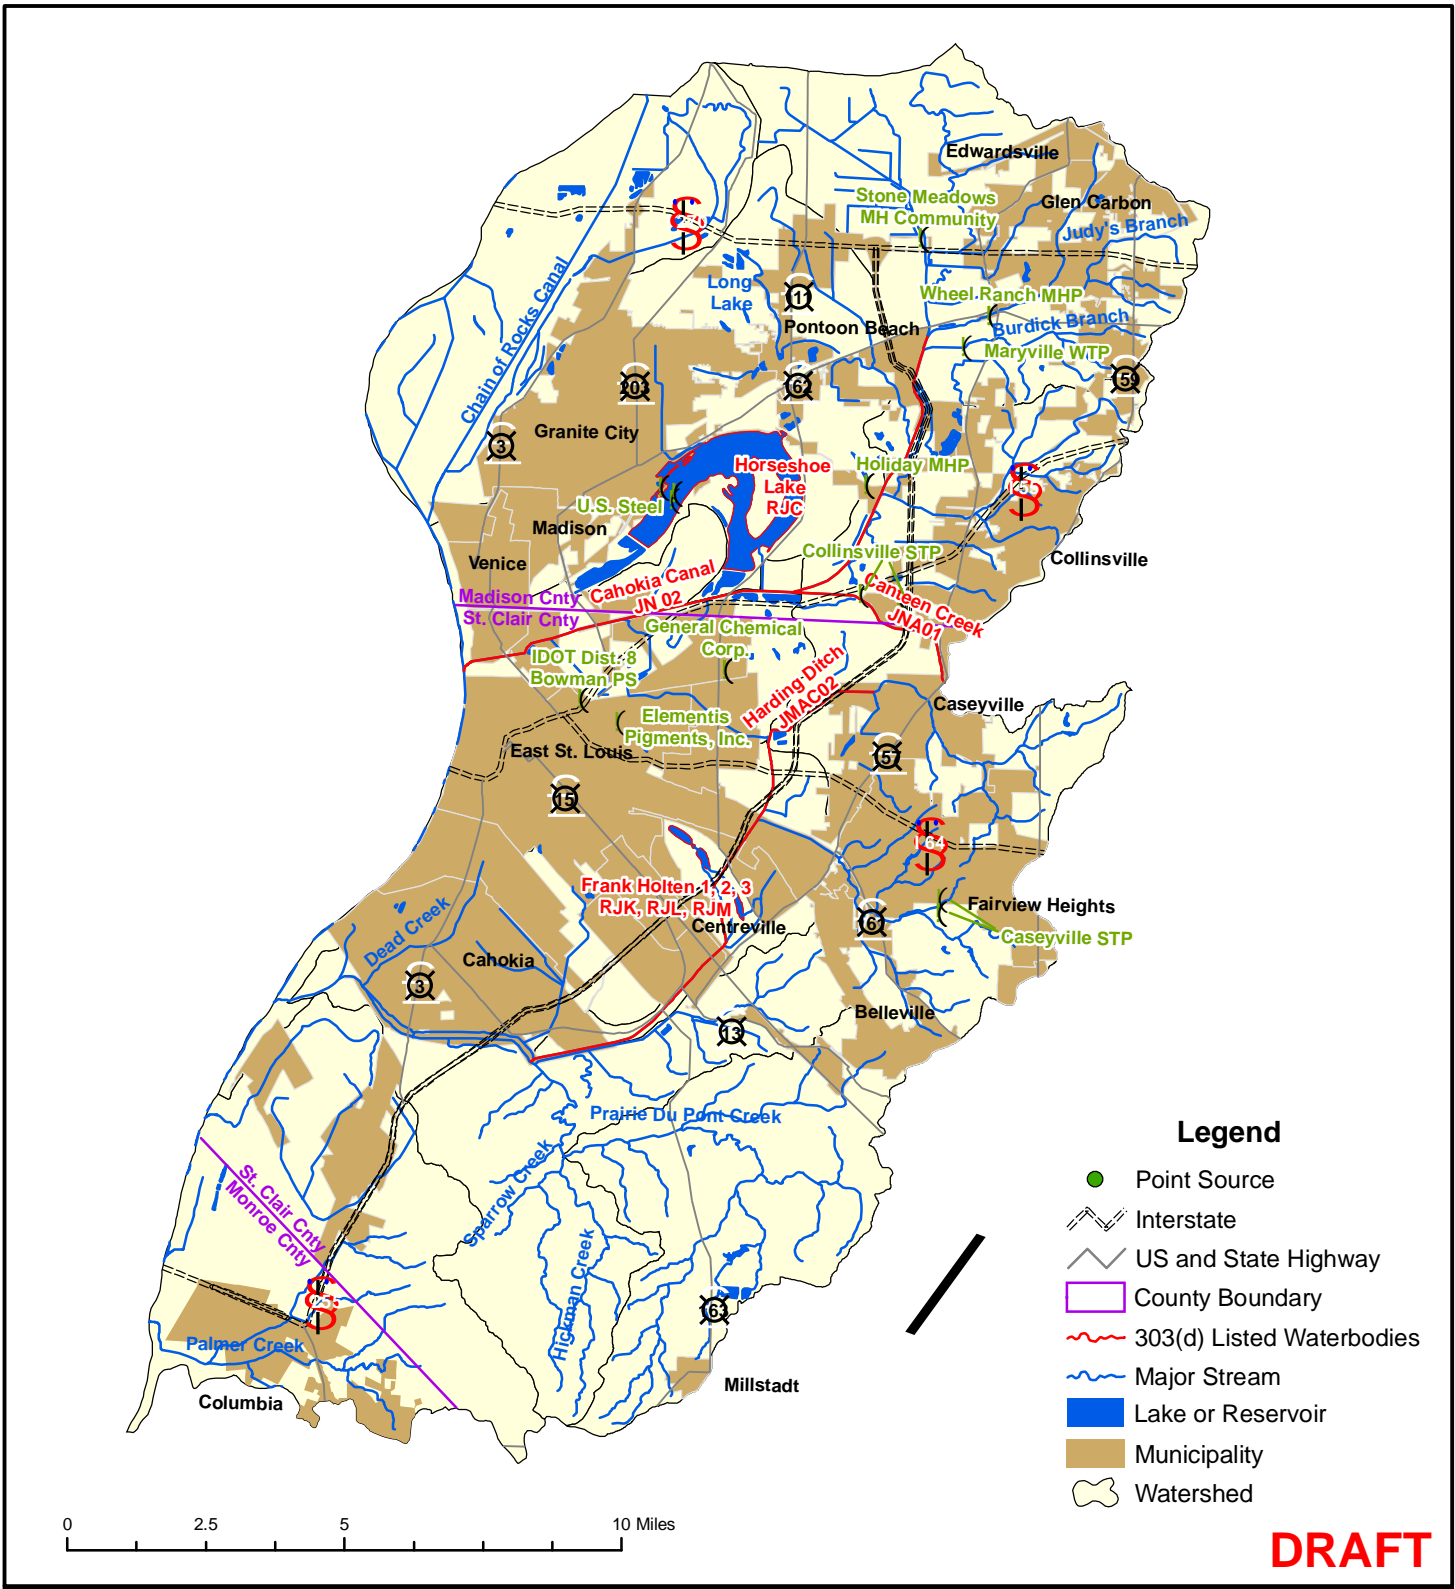 Edwardsville
Stone Meadows
MH Community
Glen Carbon
Judy's Branch
Long
Lake
11
Wheel Ranch MHP
Chain of Rocks Canal
Pontoon Beach
Burdick Branch
Maryville WTP
203
162
159
Granite City
3
Horseshoe
Lake
RJC
Holiday MHP
U.S. Steel
Madison
Collinsville STP
Collinsville
Venice
Cahokia Canal
JN 02
Canteen Creek
JNA01
Madison Cnty
St. Clair Cnty
General Chemical
Corp.
IDOT Dist. 8
Bowman PS
Harding Ditch
JMAC02
Caseyville
Elementis
Pigments, Inc.
East St. Louis
157
15
64
Frank Holten 1, 2, 3
RJK, RJL, RJM
Centreville
161
Fairview Heights
Caseyville STP
Dead Creek
Cahokia
3
Belleville
13
Prairie Du Pont Creek
Sparrow Creek
St. Clair Cnty
Monroe Cnty
Hickman Creek
163
Palmer Creek
Columbia
Millstadt
Legend
Point Source
Interstate
US and State Highway
County Boundary
303(d) Listed Waterbodies
Major Stream
Lake or Reservoir
Municipality
Watershed
0
2.5
5
10 Miles
DRAFT